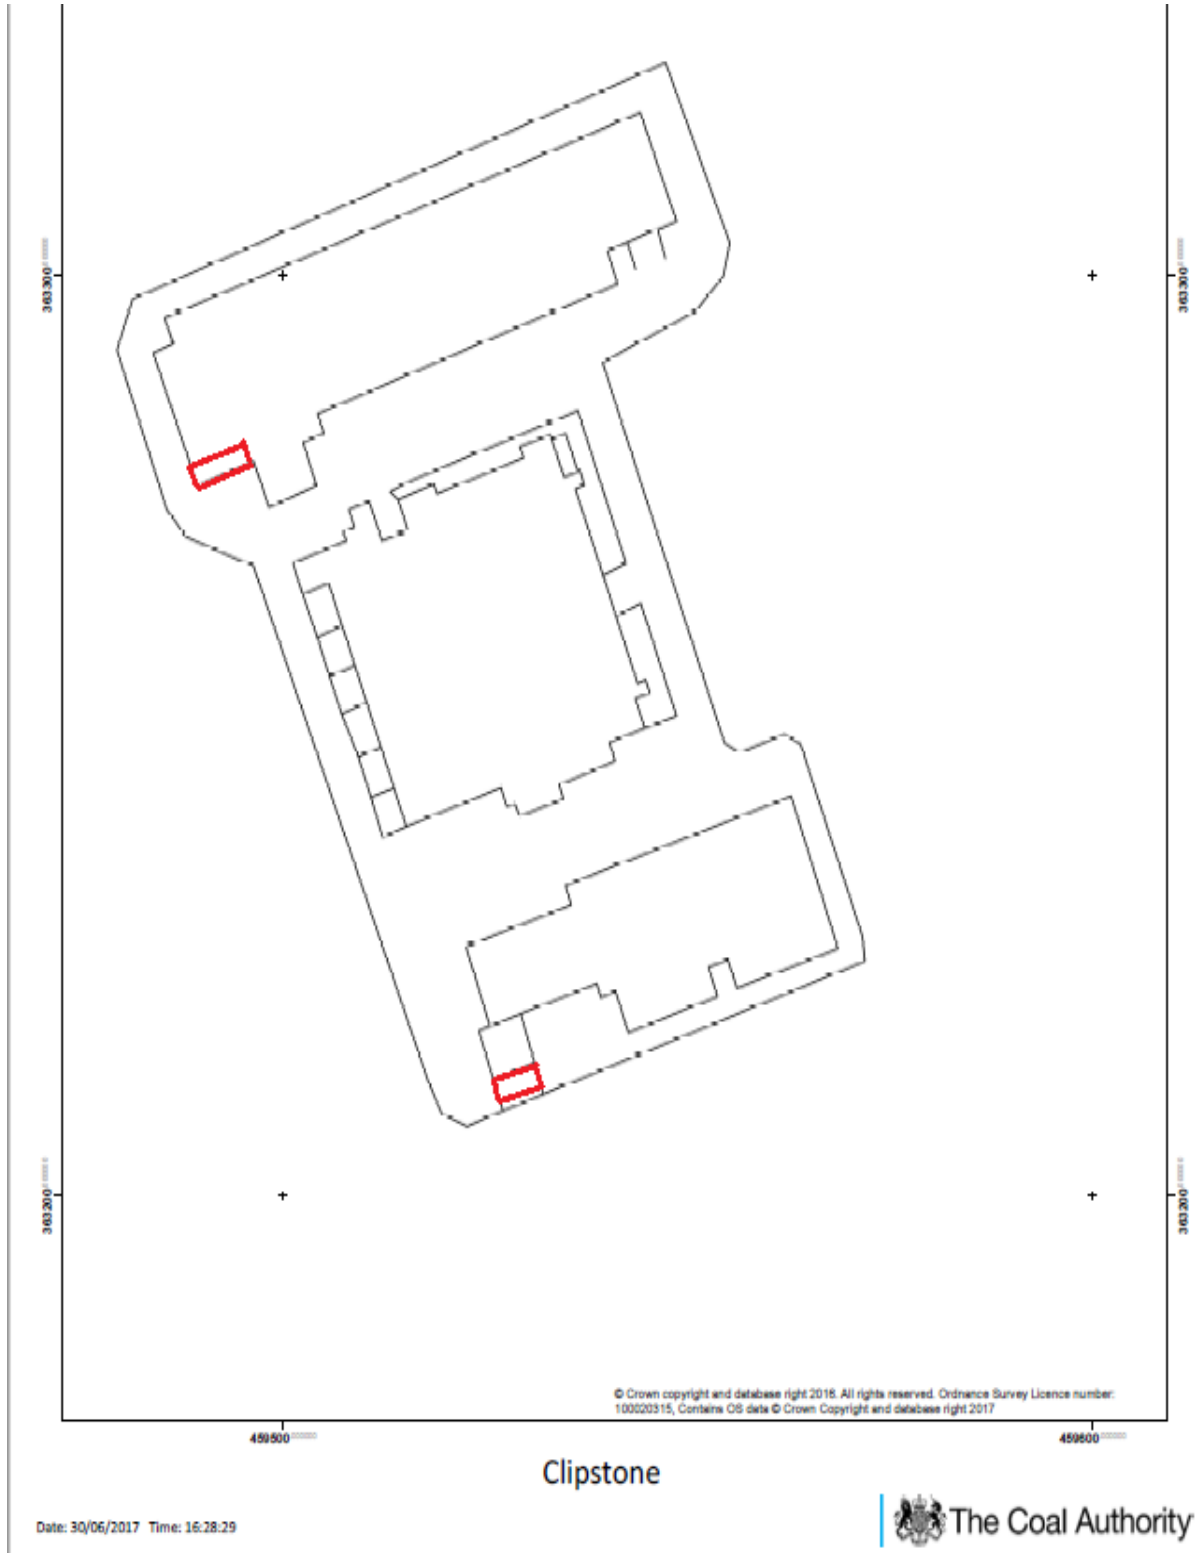 363300
363300
363200
363200
© Crown copyright and database right 2016. All rights reserved. Ordnance Survey Licence number:
100020315, Contains OS data © Crown Copyright and database right 2017
459500
459600
Clipstone
Date: 30/06/2017 Time: 16:28:29
The Coal Authority